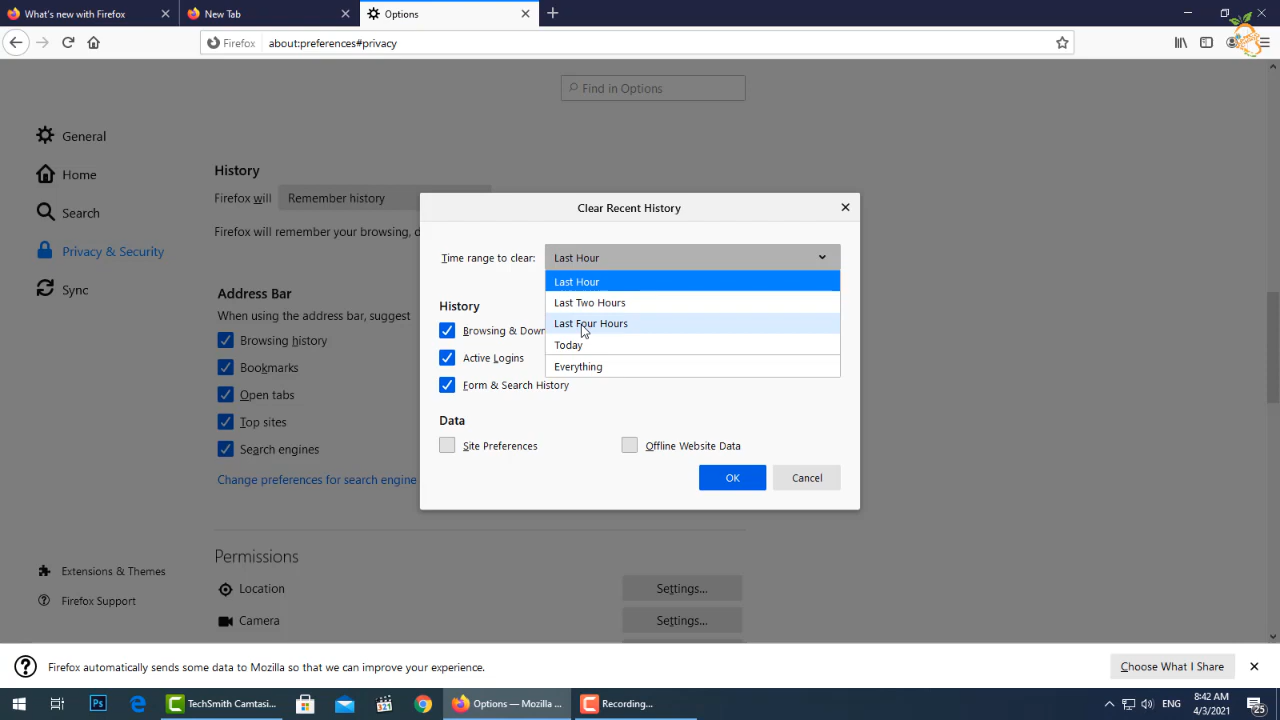 What's new with Firefox
New Tab
Options
Firefox
about:preferences#privacy
Find in Options
General
Home
Search
Privacy & Security
Sync
Extensions & Themes
Firefox Support
History
Firefox will
Remember history
Firefox will remember your browsing, d
Address Bar
When using the address bar, suggest
Browsing history
Bookmarks
Open tabs
Top sites
Search engines
Change preferences for search engine
Permissions
Location
Settings...
Camera
Settings...
Clear Recent History
Time range to clear:
Last Hour
Last Hour
Last Two Hours
Last Four Hours
Today
Everything
History
Browsing & Down
Active Logins
Form & Search History
Data
Site Preferences
Offline Website Data
OK
Cancel
Firefox automatically sends some data to Mozilla so that we can improve your experience.
Choose What I Share
Ps
TechSmith Camtasi...
Options — Mozilla ...
Recording...
ENG
8:42 AM
4/3/2021
25